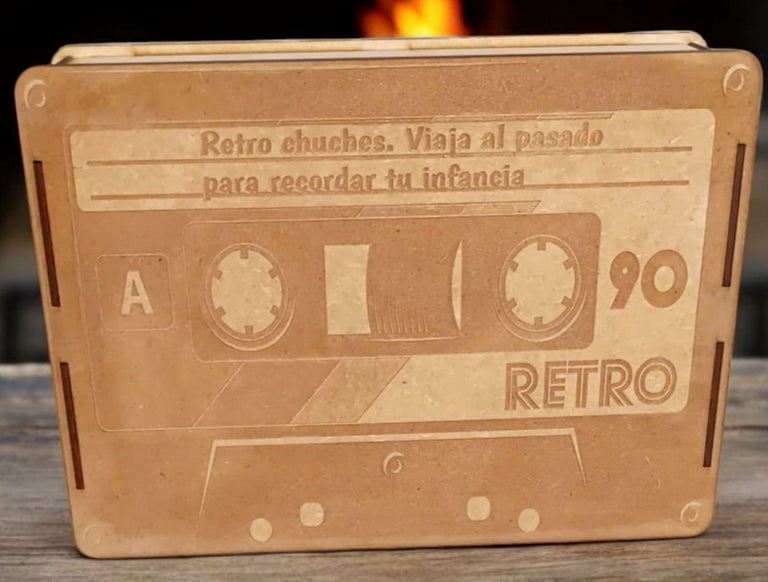 Retro chuches. Viaja al pasado
para recordar tu infancia
A
90
RETRO